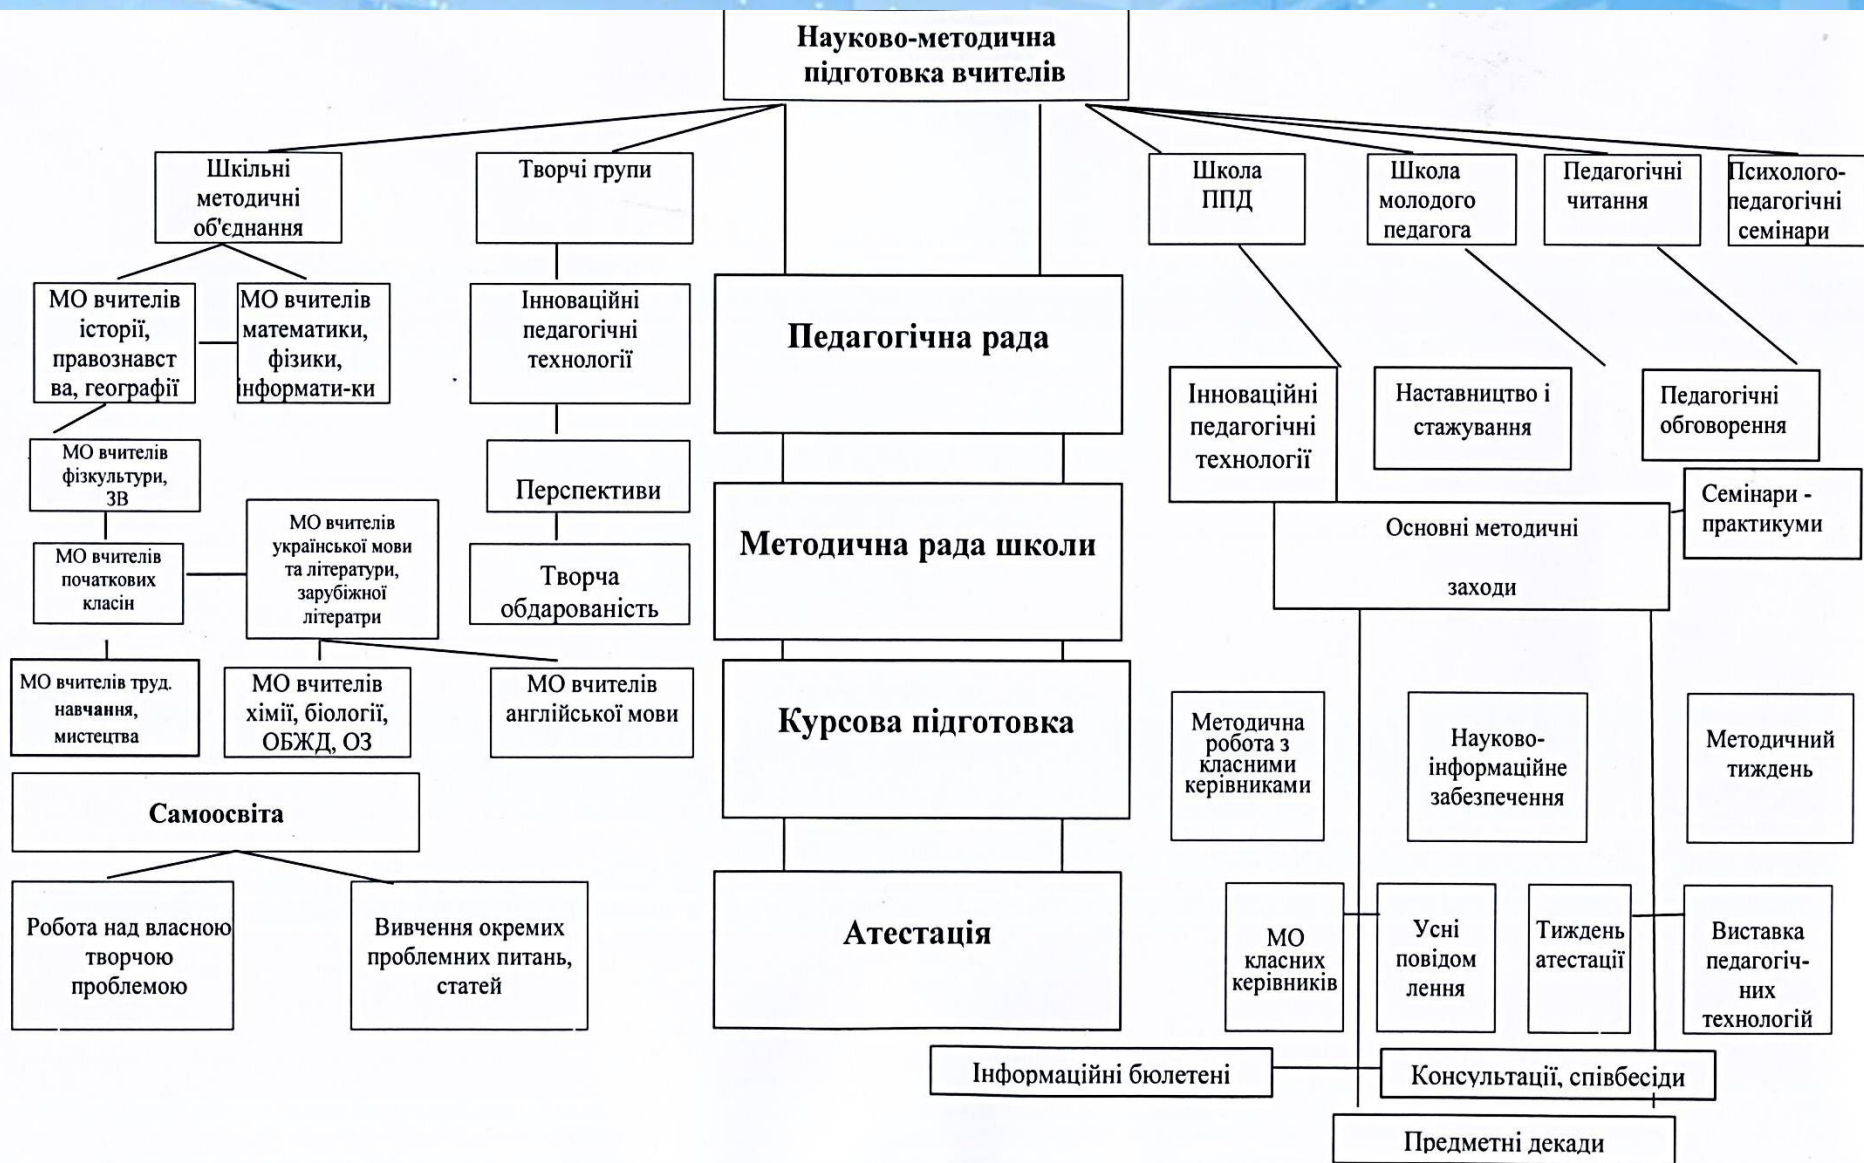 Науково-методична
підготовка вчителів
Шкільні
методичні
об'єднання
Творчі групи
Школа
ППД
Школа
молодого
педагога
Педагогічні
читання
Психолого-
педагогічні
семінари
МО вчителів
історії,
правознавст
ва, географії
МО вчителів
математики,
фізики,
інформати-ки
Інноваційні
педагогічні
технології
Педагогічна рада
Інноваційні
педагогічні
технології
Наставництво і
стажування
Педагогічні
обговорення
МО вчителів
фізкультури,
ЗВ
Перспективи
Семінари -
практикуми
МО вчителів
початкових
класін
МО вчителів
української мови
та літератури,
зарубіжної
літератри
Творча
обдарованість
Методична рада школи
Основні методичні
заходи
МО вчителів труд.
навчання,
мистецтва
МО вчителів
хімії, біології,
ОБЖД, ОЗ
МО вчителів
англійської мови
Курсова підготовка
Методична
робота з
класними
керівниками
Науково-
інформаційне
забезпечення
Методичний
тиждень
Самоосвіта
Робота над власною
творчою
проблемою
Вивчення окремих
проблемних питань,
статей
Атестація
МО
класних
керівників
Усні
повідом
лення
Тиждень
атестації
Виставка
педагогіч-
них
технологій
Інформаційні бюлетені
Консультації, співбесіди
Предметні декади